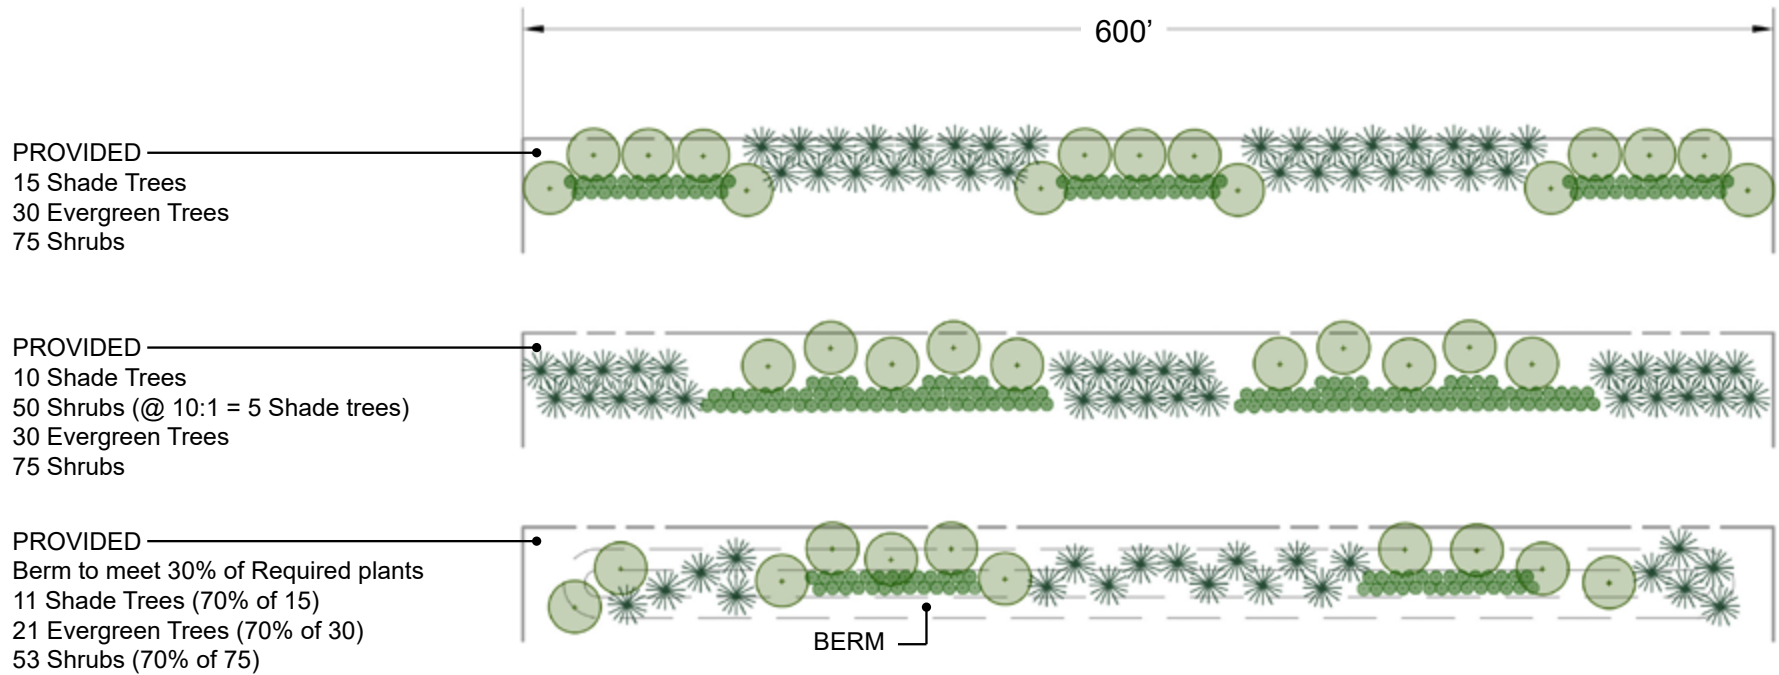 600’
PROVIDED
15 Shade Trees
30 Evergreen Trees
75 Shrubs
PROVIDED
10 Shade Trees
50 Shrubs (@ 10:1 = 5 Shade trees)
30 Evergreen Trees
75 Shrubs
PROVIDED
Berm to meet 30% of Required plants
11 Shade Trees (70% of 15)
21 Evergreen Trees (70% of 30)
53 Shrubs (70% of 75)
BERM